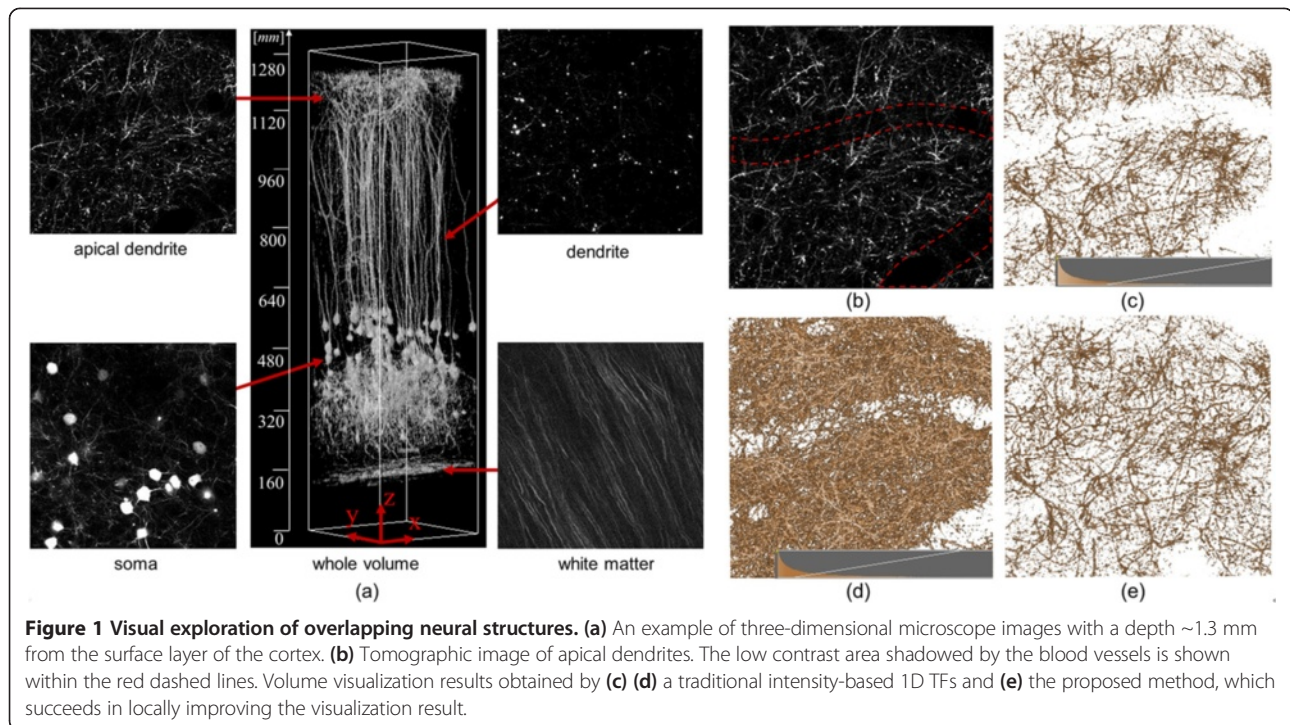 [mm]
1280
1120
960
800
640
480
320
160
0
z
y
x
apical dendrite
dendrite
soma
whole volume
white matter
(a)
(b)
(c)
(d)
(e)
Figure 1 Visual exploration of overlapping neural structures. (a) An example of three-dimensional microscope images with a depth ~1.3 mm
from the surface layer of the cortex. (b) Tomographic image of apical dendrites. The low contrast area shadowed by the blood vessels is shown
within the red dashed lines. Volume visualization results obtained by (c) (d) a traditional intensity-based 1D TFs and (e) the proposed method, which
succeeds in locally improving the visualization result.